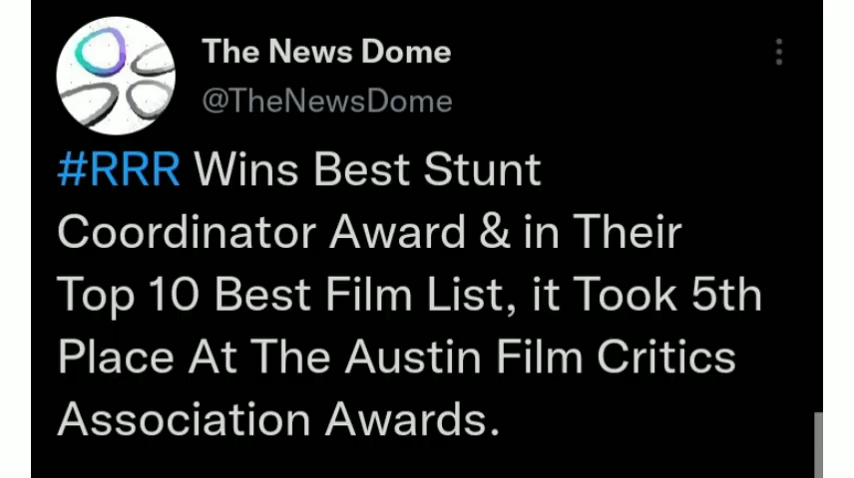 The News Dome
@TheNewsDome
#RRR Wins Best Stunt
Coordinator Award & in Their
Top 10 Best Film List, it Took 5th
Place At The Austin Film Critics
Association Awards.